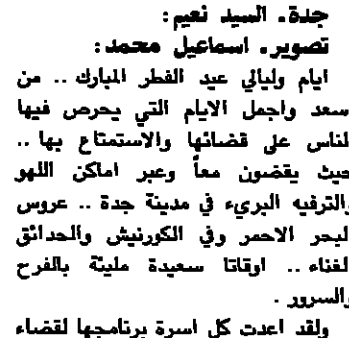 جدة. السيد نعيم:
تصوير. اسماعيل محمد:
ايام وليالي عيد الفطر المبارك .. من
سعد واجمل الايام التي يحرص فيها
لناس على قضائها والاستمتاع بها ..
حيث يقضون معاً وعبر اماكن اللهو
والترفيه البريء في مدينة جدة .. عروس
لبحر الاحمر وفي الكورنيش والحدائق
لغناء .. اوقاتا سعيدة مليئة بالفرح
والسرور .
ولقد اعدت كل اسرة برنامجها لقضاء